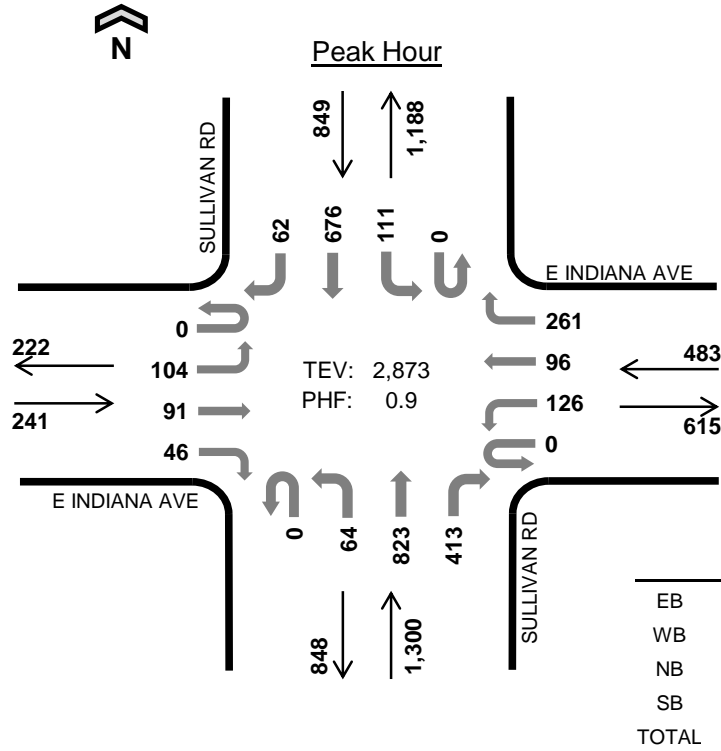 N
Peak Hour
849
1,188
SULLIVAN RD
62
676
111
0
E INDIANA AVE
0
261
222
104
TEV: 2,873
96
483
241
91
PHF: 0.9
126
615
46
0
E INDIANA AVE
0
64
823
413
SULLIVAN RD
848
1,300
EB
WB
NB
SB
TOTAL